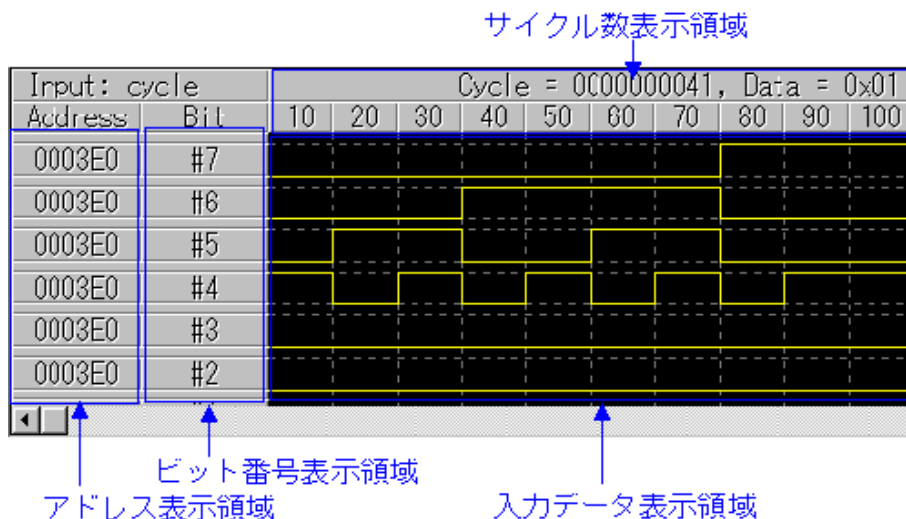 サイクル数表示領域
Input: cycle Cycle = 0000000041, Data = 0x01
Address Bit 10 20 30 40 50 60 70 80 90 100
0003E0 #7
0003E0 #6
0003E0 #5
0003E0 #4
0003E0 #3
0003E0 #2
ビット番号表示領域
アドレス表示領域 入力データ表示領域